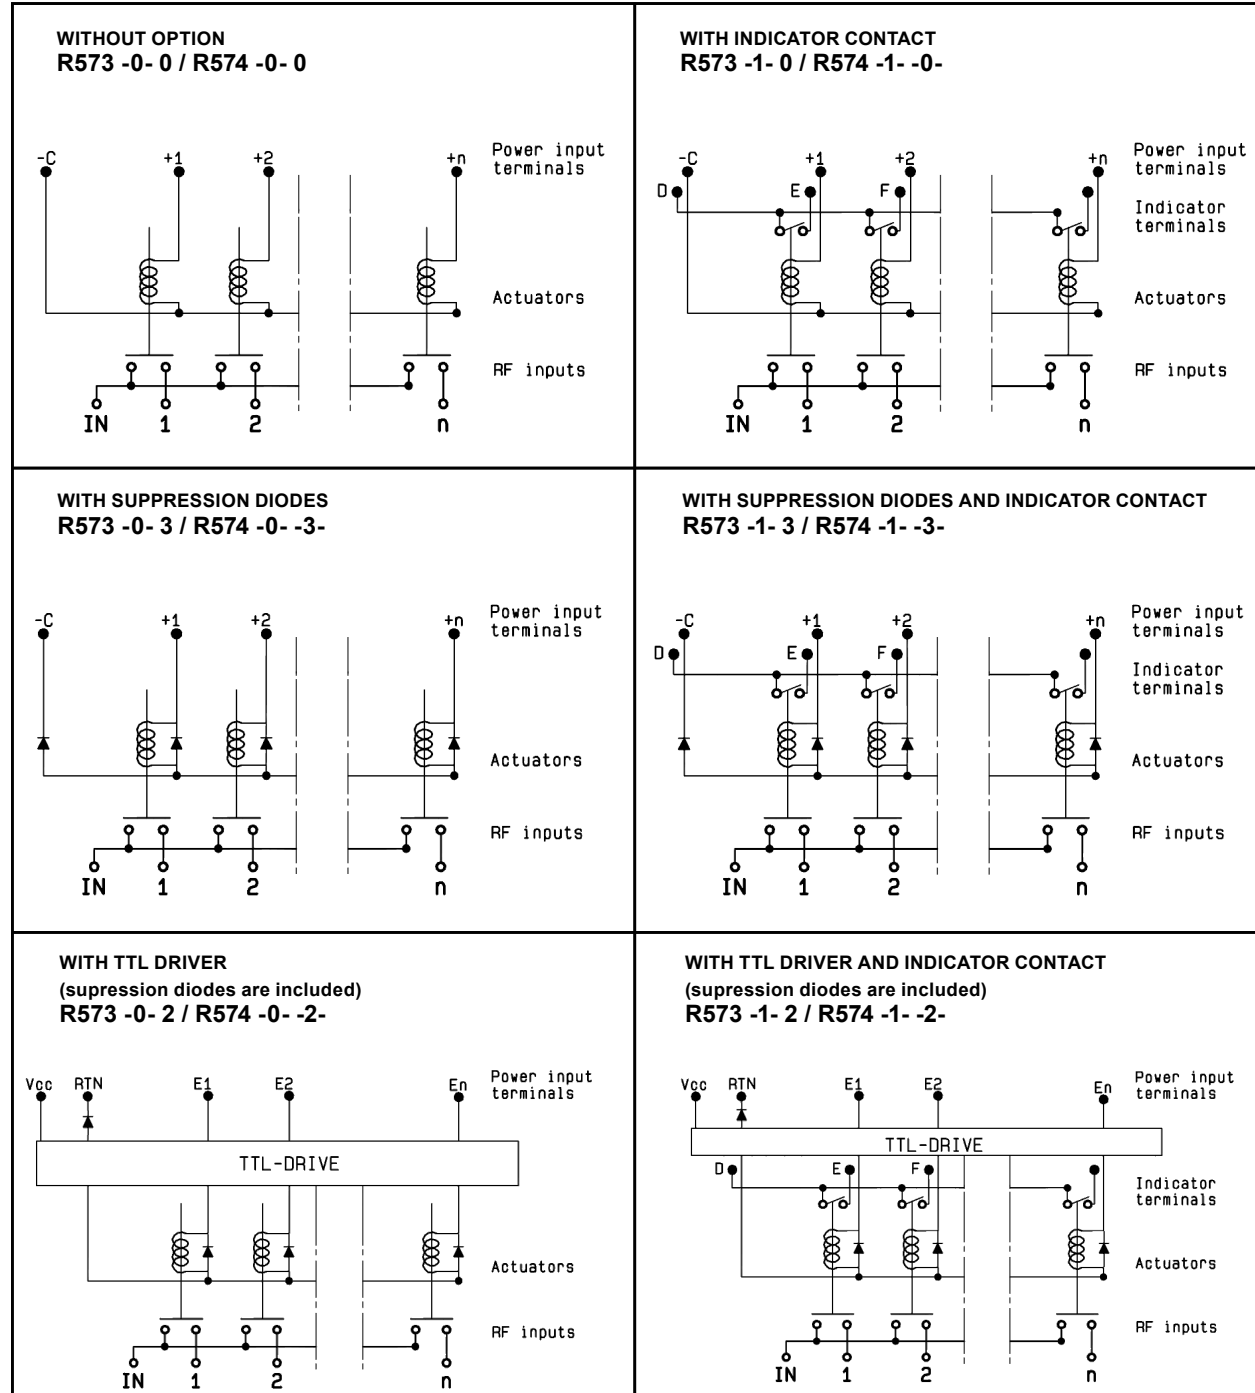 WITHOUT OPTION
R573 -0- 0 / R574 -0- 0
-C +1 +2 +n
Power input
terminals
Actuators
RF inputs
IN 1 2 n
WITH INDICATOR CONTACT
R573 -1- 0 / R574 -1- -0-
-C +1 +2 +n
Power input
terminals
D E F
Indicator
terminals
Actuators
RF inputs
IN 1 2 n
WITH SUPPRESSION DIODES
R573 -0- 3 / R574 -0- -3-
-C +1 +2 +n
Power input
terminals
Actuators
RF inputs
IN 1 2 n
WITH SUPPRESSION DIODES AND INDICATOR CONTACT
R573 -1- 3 / R574 -1- -3-
-C +1 +2 +n
Power input
terminals
D E F
Indicator
terminals
Actuators
RF inputs
IN 1 2 n
WITH TTL DRIVER
(supression diodes are included)
R573 -0- 2 / R574 -0- -2-
Vcc RTN E1 E2 En
Power input
terminals
TTL-DRIVE
Actuators
RF inputs
IN 1 2 n
WITH TTL DRIVER AND INDICATOR CONTACT
(supression diodes are included)
R573 -1- 2 / R574 -1- -2-
Vcc RTN E1 E2 En
Power input
terminals
TTL-DRIVE
D E F
Indicator
terminals
Actuators
RF inputs
IN 1 2 n